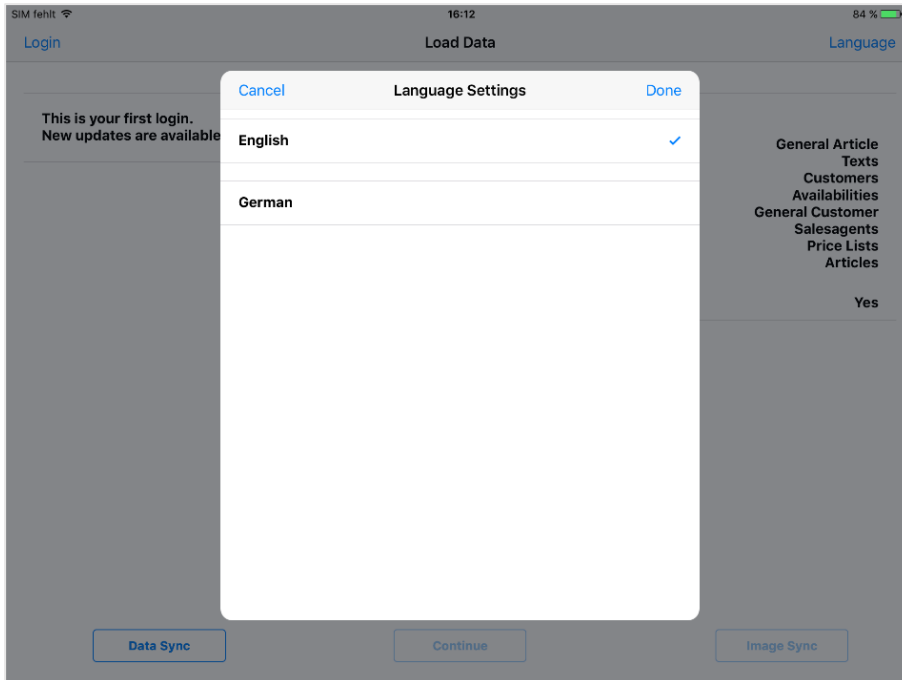 SIM fehlt 16:12 84 %
Login Load Data Language
Cancel Language Settings Done
This is your first login.
New updates are available
English
German
General Article
Texts
Customers
Availabilities
General Customer
Salesagents
Price Lists
Articles
Yes
Data Sync Continue Image Sync